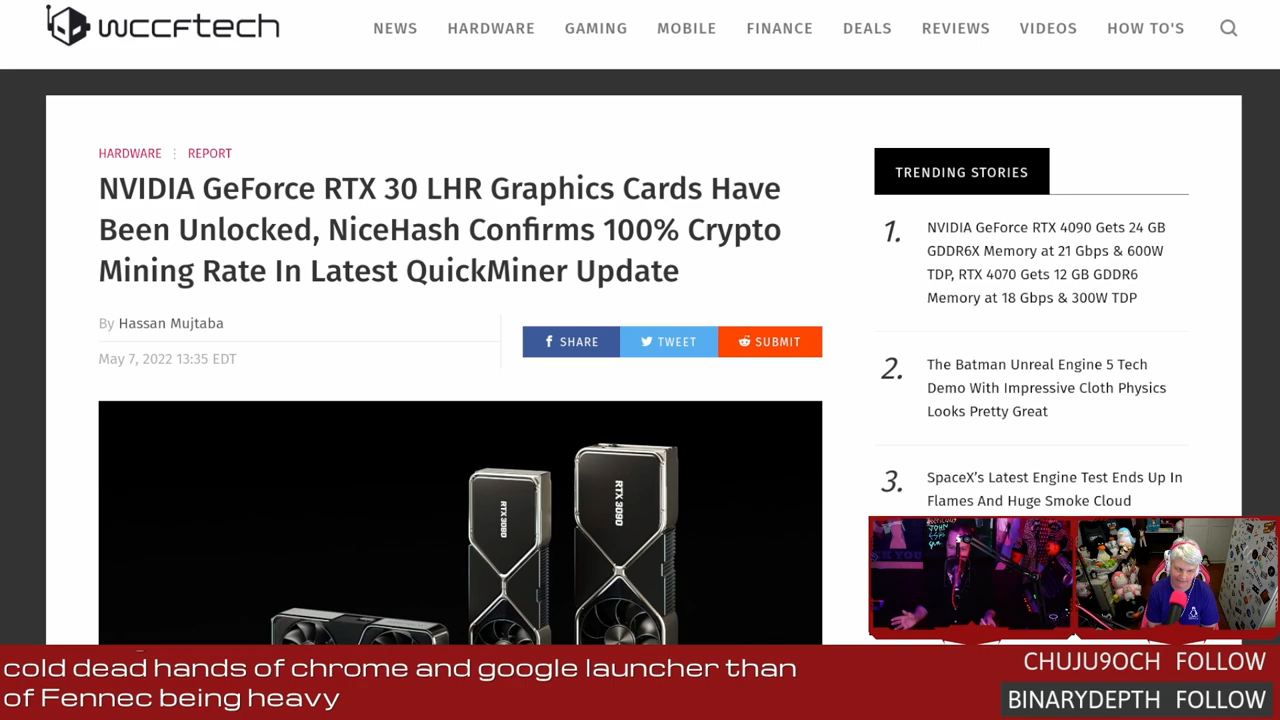 wccftech
NEWS HARDWARE GAMING MOBILE FINANCE DEALS REVIEWS VIDEOS HOW TO'S
HARDWARE REPORT
NVIDIA GeForce RTX 30 LHR Graphics Cards Have
Been Unlocked, NiceHash Confirms 100% Crypto
Mining Rate In Latest QuickMiner Update
By Hassan Mujtaba
May 7, 2022 13:35 EDT
SHARE TWEET SUBMIT
RTX 3080
RTX 3090
TRENDING STORIES
1. NVIDIA GeForce RTX 4090 Gets 24 GB
GDDR6X Memory at 21 Gbps & 600W
TDP, RTX 4070 Gets 12 GB GDDR6
Memory at 18 Gbps & 300W TDP
2. The Batman Unreal Engine 5 Tech
Demo With Impressive Cloth Physics
Looks Pretty Great
3. SpaceX's Latest Engine Test Ends Up In
Flames And Huge Smoke Cloud
cold dead hands of chrome and google launcher than
of Fennec being heavy
CHUJU9OCH FOLLOW
BINARYDEPTH FOLLOW